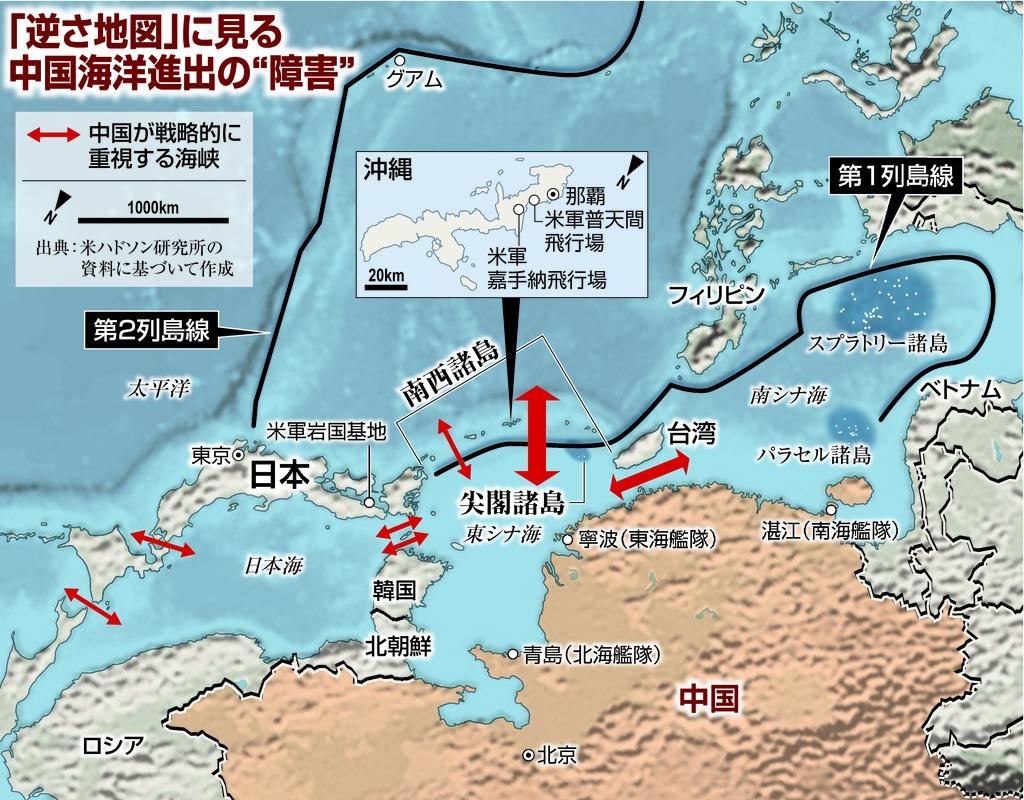 「逆さ地図」に見る
中国海洋進出の“障害”
中国が戦略的に
重視する海峡
N
1000km
出典：米ハドソン研究所の
資料に基づいて作成
グアム
沖縄
N
那覇
米軍普天間
飛行場
米軍
嘉手納飛行場
20km
第1列島線
フィリピン
スプラトリー諸島
第2列島線
太平洋
南西諸島
南シナ海
ベトナム
米軍岩国基地
東京
日本
台湾
パラセル諸島
尖閣諸島
東シナ海
寧波（東海艦隊）
湛江（南海艦隊）
日本海
韓国
北朝鮮
青島（北海艦隊）
中国
ロシア
北京